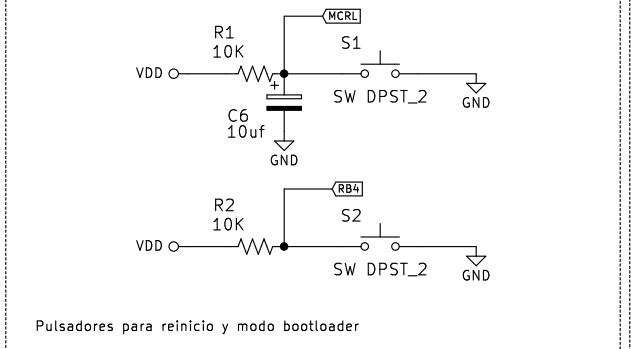 MCRL
R1
10K
S1
VDD
+
SW DPST_2
GND
C6
10uf
GND
RB4
R2
10K
S2
VDD
SW DPST_2
GND
Pulsadores para reinicio y modo bootloader